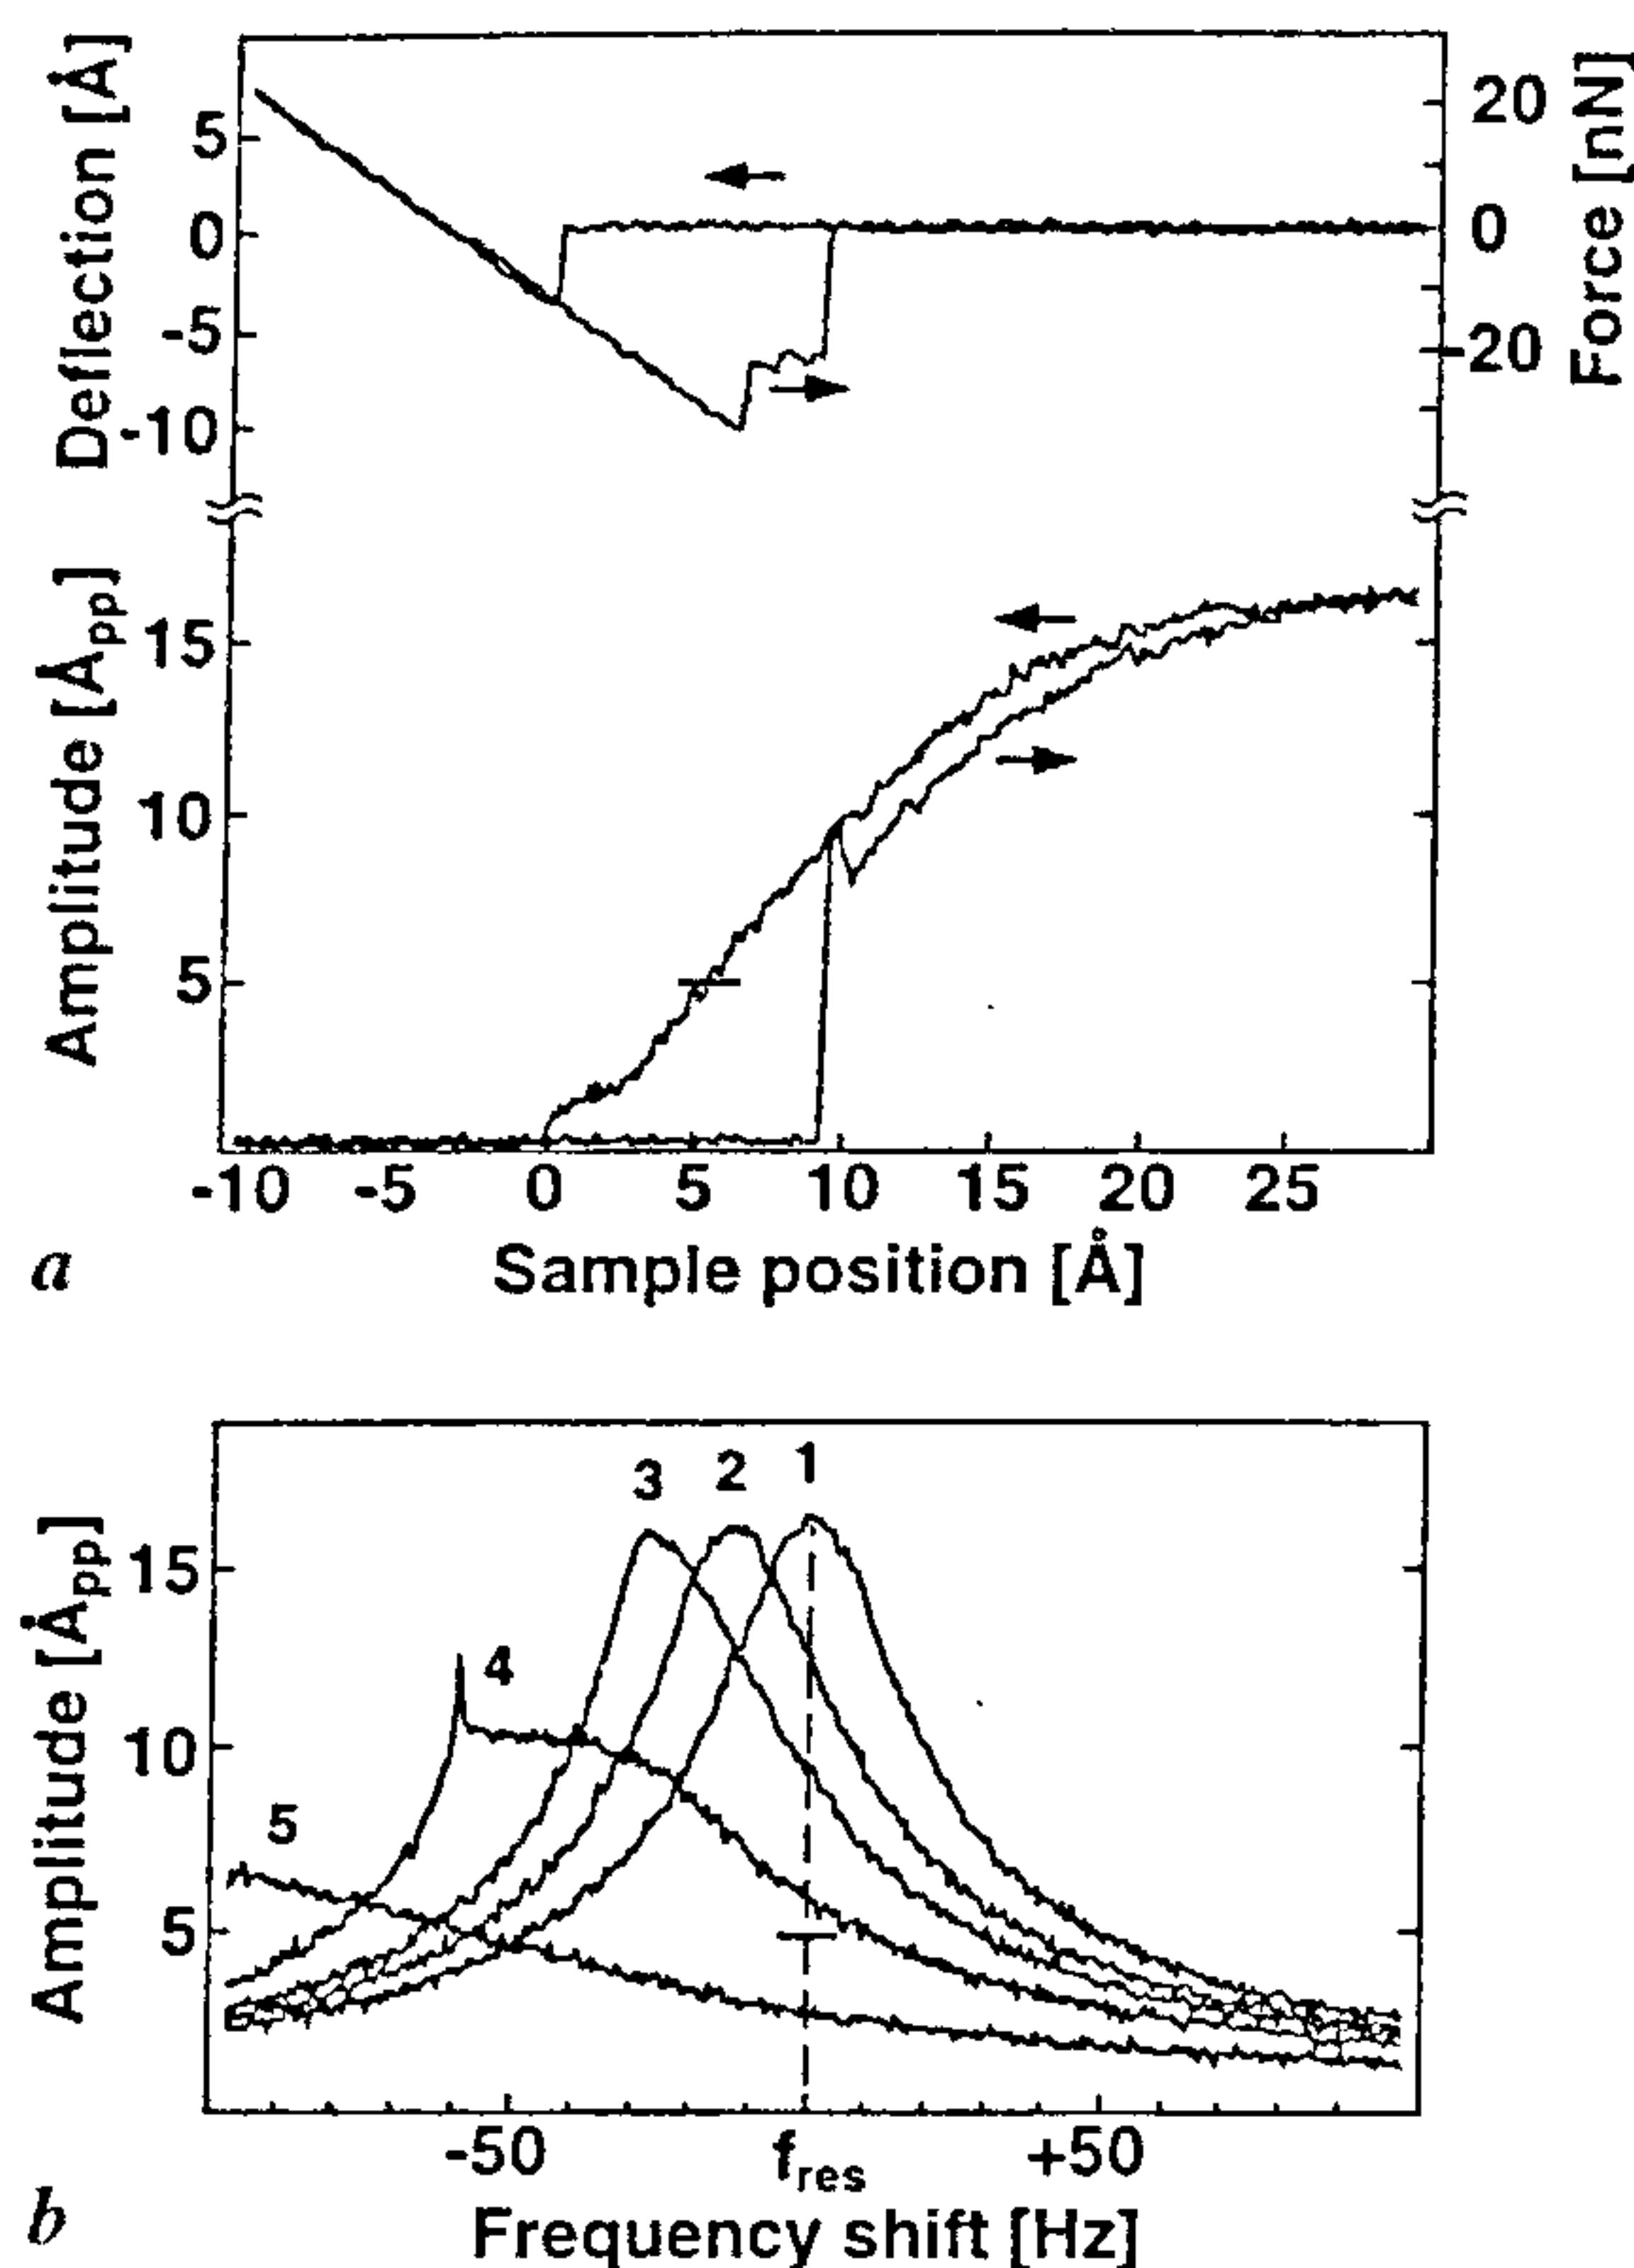 Deflection [Å]
5
0
-5
-10
20
0
-20
Force [nN]
Amplitude [Åpp]
15
10
5
-10 -5 0 5 10 15 20 25
Sample position [Å]
a
3 2 1
4
5
Amplitude [Åpp]
15
10
5
-50 fres +50
Frequency shift [Hz]
b